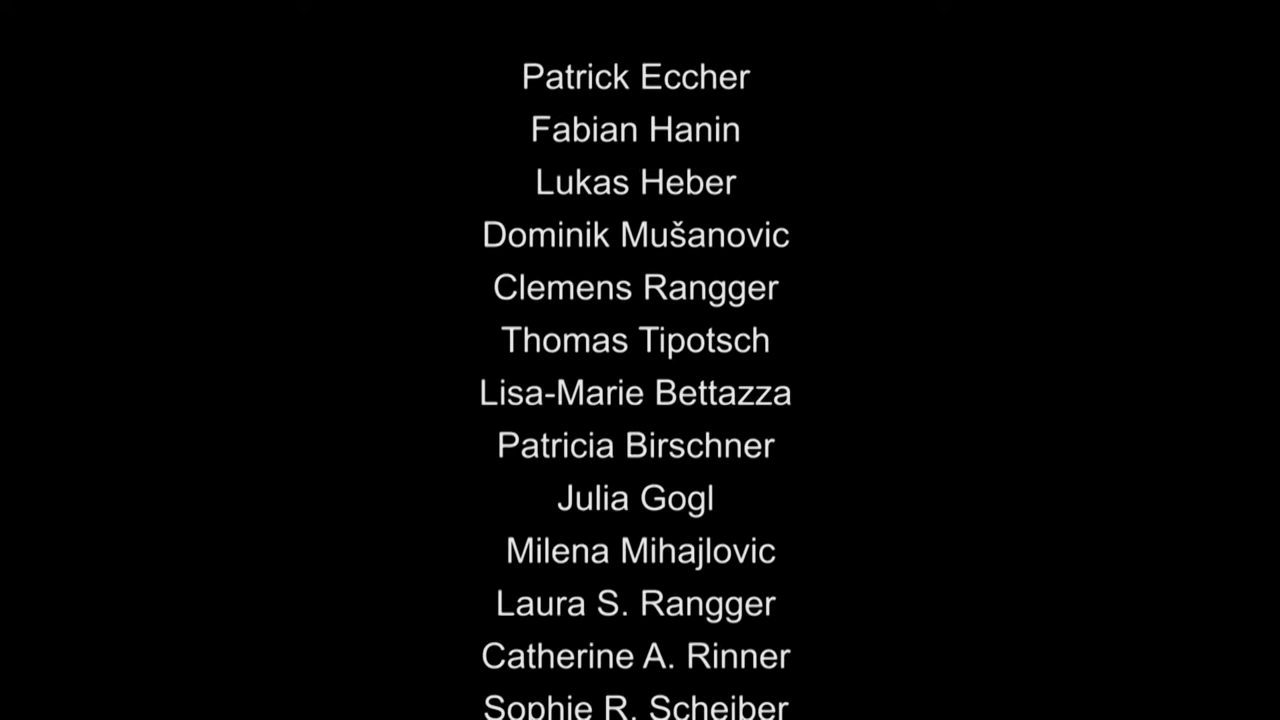 Patrick Eccher
Fabian Hanin
Lukas Heber
Dominik Mušanovic
Clemens Rangger
Thomas Tipotsch
Lisa-Marie Bettazza
Patricia Birschner
Julia Gogl
Milena Mihajlovic
Laura S. Rangger
Catherine A. Rinner
Sophie R. Scheiber